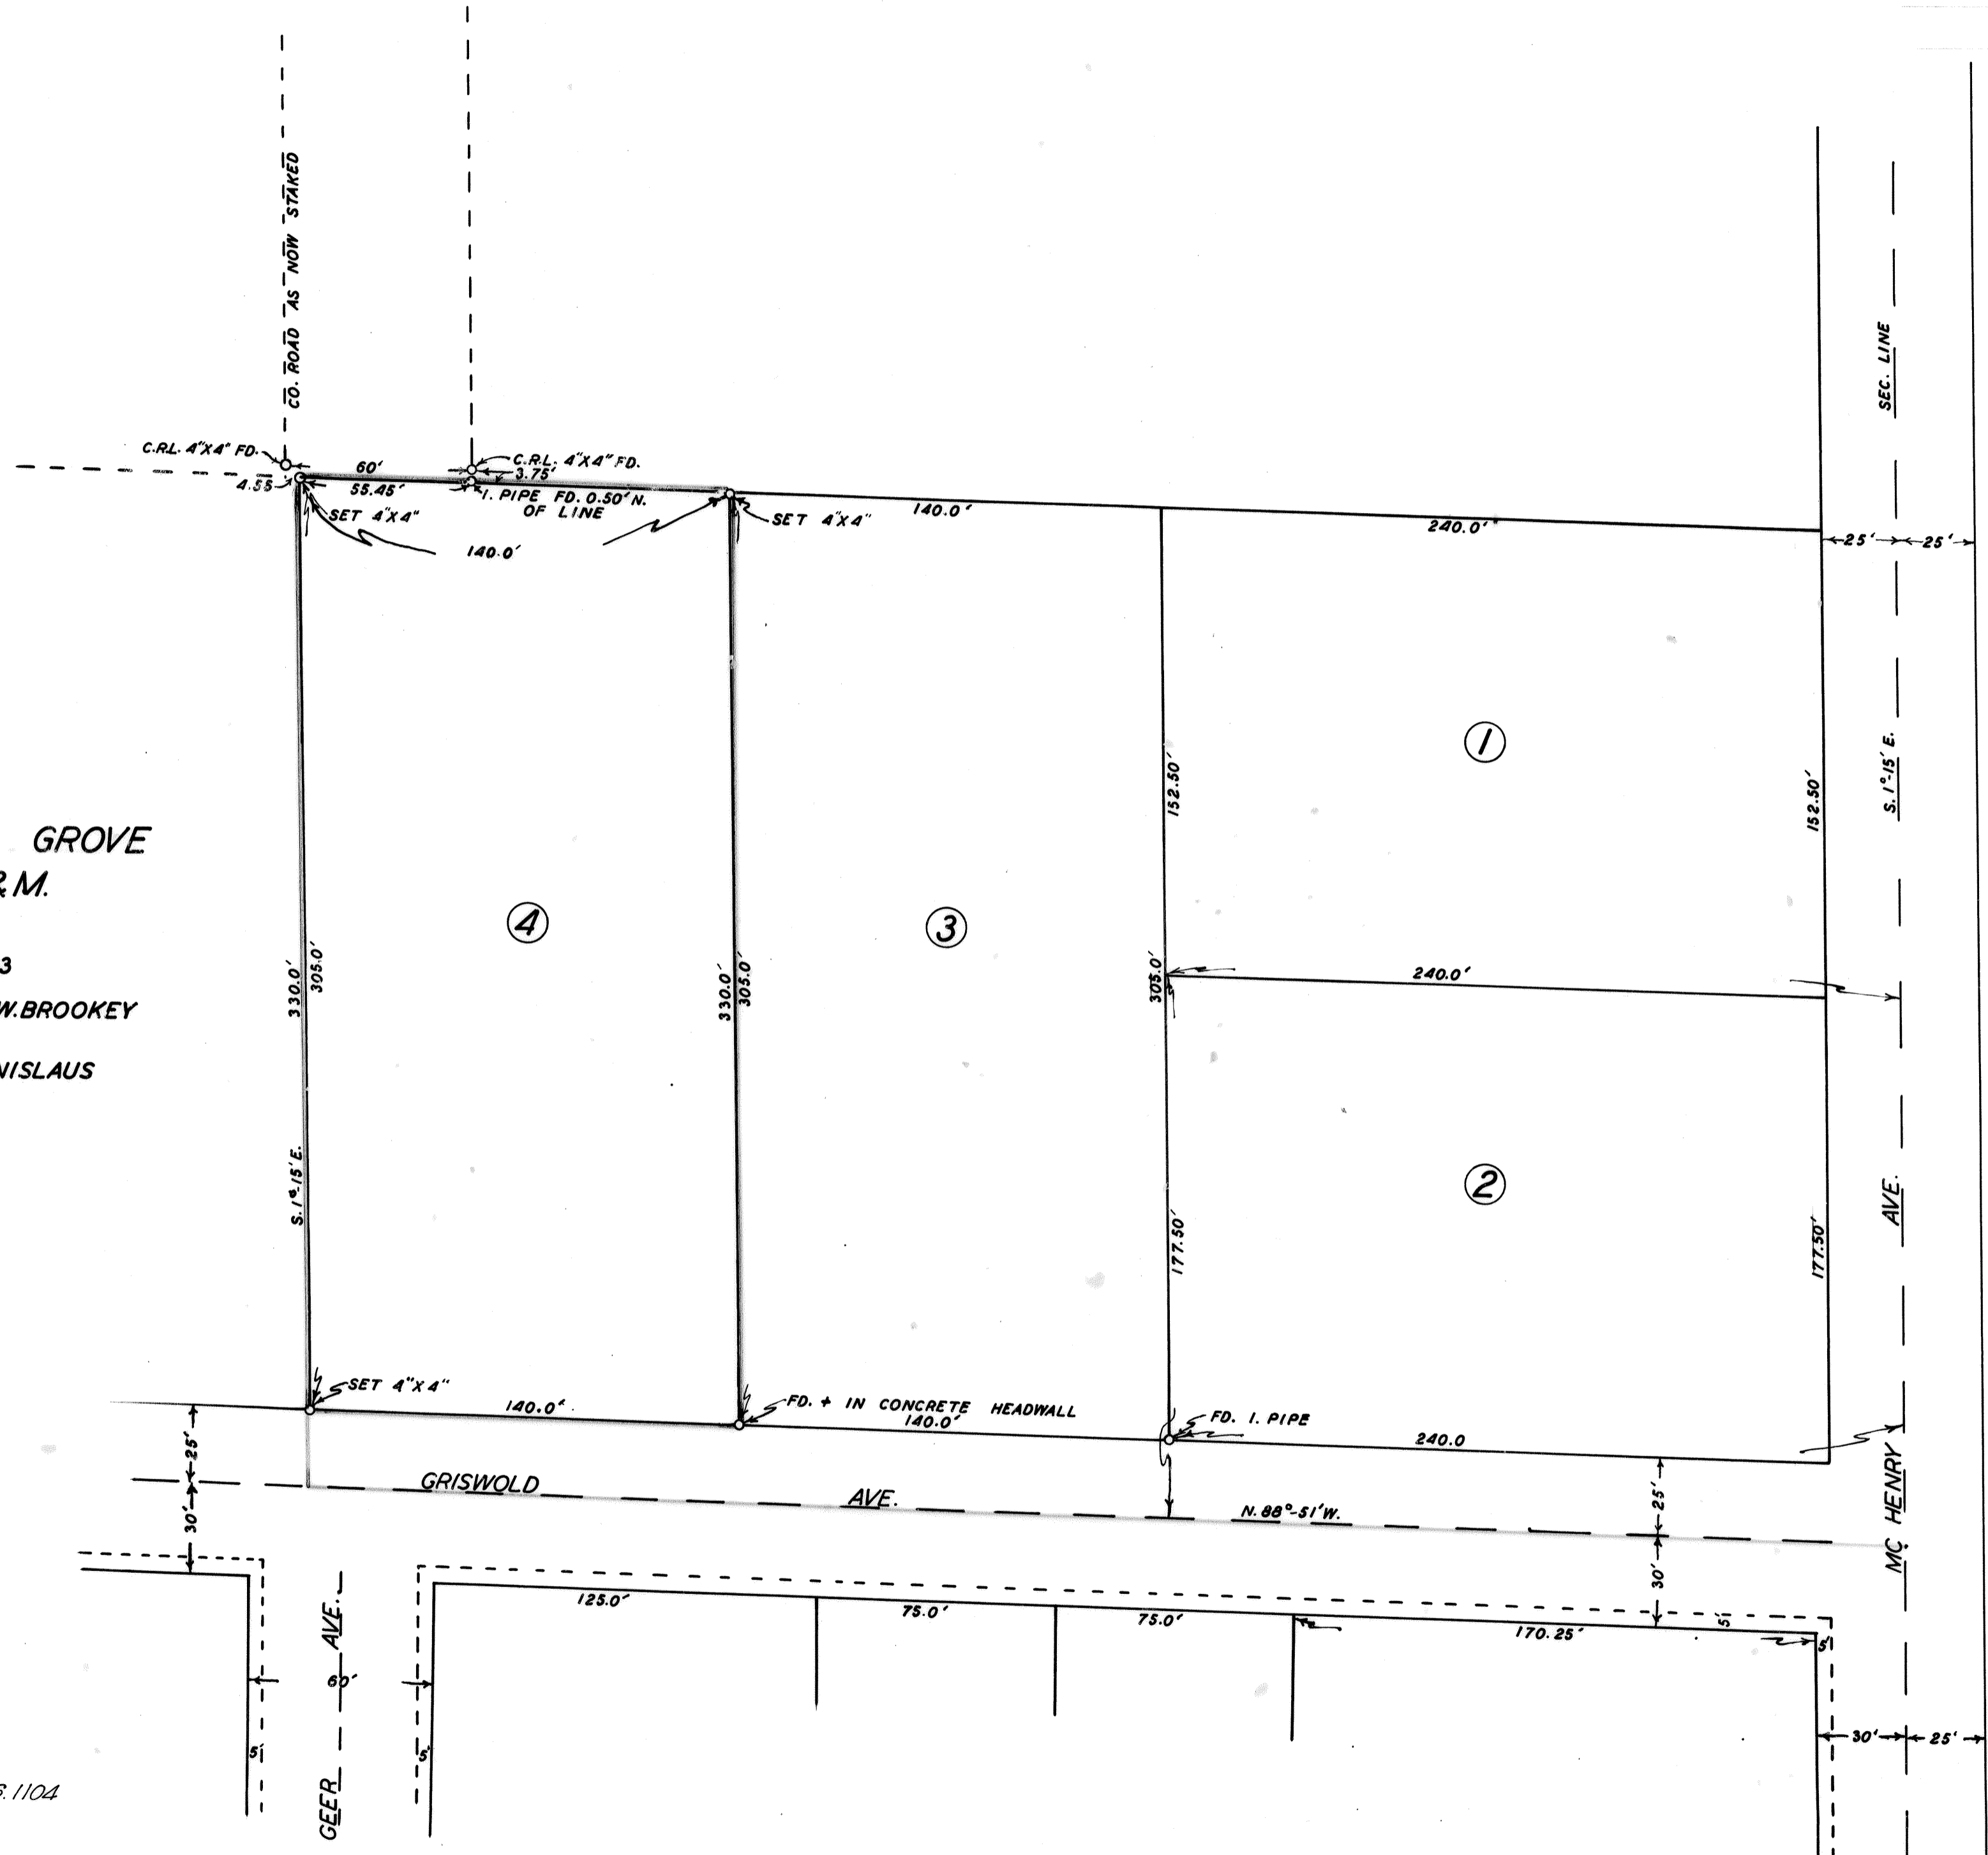 CO. ROAD AS NOW STAKED
SEC. LINE
C.R.L. 4"X4" FD.
60'
C.R.L. 4"X4" FD.
3.75'
4.55
55.45'
I. PIPE FD. 0.50' N.
OF LINE
SET 4"X4"
140.0'
SET 4"X4"
140.0'
240.0'
25'
25'
1
152.50'
152.50'
S. 1°-15' E.
GROVE
&M.
4
3
3
W. BROOKEY
NISLAUS
330.0'
305.0'
330.0'
305.0'
305.0'
240.0'
S. 1°-15' E.
2
177.50'
177.50'
AVE.
SET 4"X4"
140.0'
FD. + IN CONCRETE HEADWALL
140.0'
FD. I. PIPE
240.0
25'
30'
GRISWOLD AVE.
N. 88°-51' W.
25'
30'
MC HENRY
125.0'
75.0'
75.0'
170.25'
5'
5'
GEER AVE.
60'
5'
5'
30'
25'
S. 1104